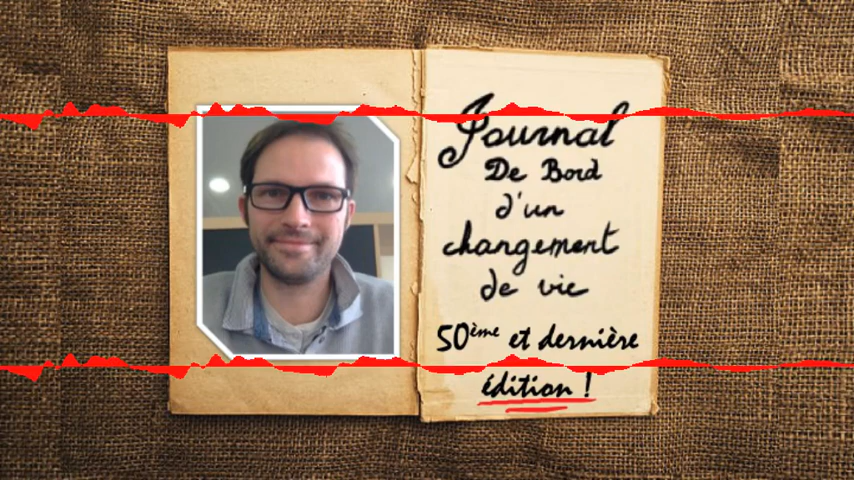 Journal
De Bord
d'un
changement
de vie
50ème et dernière
édition !